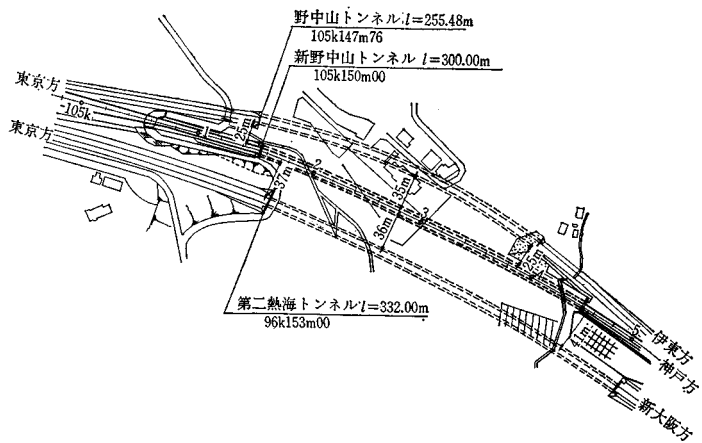 野中山トンネル l=255.48m
105k147m76
新野中山トンネル l=300.00m
105k150m00
東京方
105k
東京方
1
25m
2
37m
35m
3
36m
25m
第二熱海トンネル l=332.00m
96k153m00
5
伊東方
神戸方
新大阪方